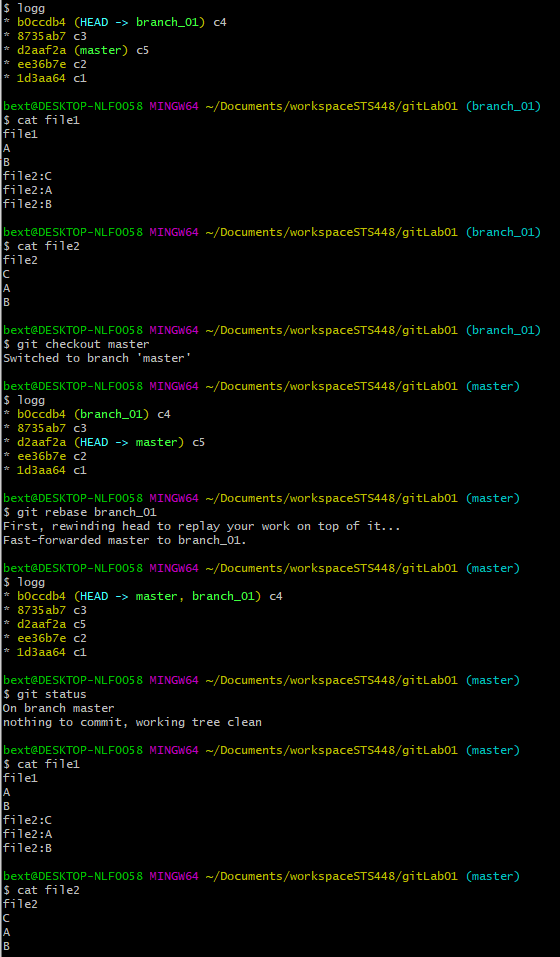 $ logg
* b0ccdb4 (HEAD -> branch_01) c4
* 8735ab7 c3
* d2aaf2a (master) c5
* ee36b7e c2
* 1d3aa64 c1
bext@DESKTOP-NLF0058 MINGW64 ~/Documents/workspaceSTS448/gitLab01 (branch_01)
$ cat file1
file1
A
B
file2:C
file2:A
file2:B
bext@DESKTOP-NLF0058 MINGW64 ~/Documents/workspaceSTS448/gitLab01 (branch_01)
$ cat file2
file2
C
A
B
bext@DESKTOP-NLF0058 MINGW64 ~/Documents/workspaceSTS448/gitLab01 (branch_01)
$ git checkout master
Switched to branch 'master'
bext@DESKTOP-NLF0058 MINGW64 ~/Documents/workspaceSTS448/gitLab01 (master)
$ logg
* b0ccdb4 (branch_01) c4
* 8735ab7 c3
* d2aaf2a (HEAD -> master) c5
* ee36b7e c2
* 1d3aa64 c1
bext@DESKTOP-NLF0058 MINGW64 ~/Documents/workspaceSTS448/gitLab01 (master)
$ git rebase branch_01
First, rewinding head to replay your work on top of it...
Fast-forwarded master to branch_01.
bext@DESKTOP-NLF0058 MINGW64 ~/Documents/workspaceSTS448/gitLab01 (master)
$ logg
* b0ccdb4 (HEAD -> master, branch_01) c4
* 8735ab7 c3
* d2aaf2a c5
* ee36b7e c2
* 1d3aa64 c1
bext@DESKTOP-NLF0058 MINGW64 ~/Documents/workspaceSTS448/gitLab01 (master)
$ git status
On branch master
nothing to commit, working tree clean
bext@DESKTOP-NLF0058 MINGW64 ~/Documents/workspaceSTS448/gitLab01 (master)
$ cat file1
file1
A
B
file2:C
file2:A
file2:B
bext@DESKTOP-NLF0058 MINGW64 ~/Documents/workspaceSTS448/gitLab01 (master)
$ cat file2
file2
C
A
B